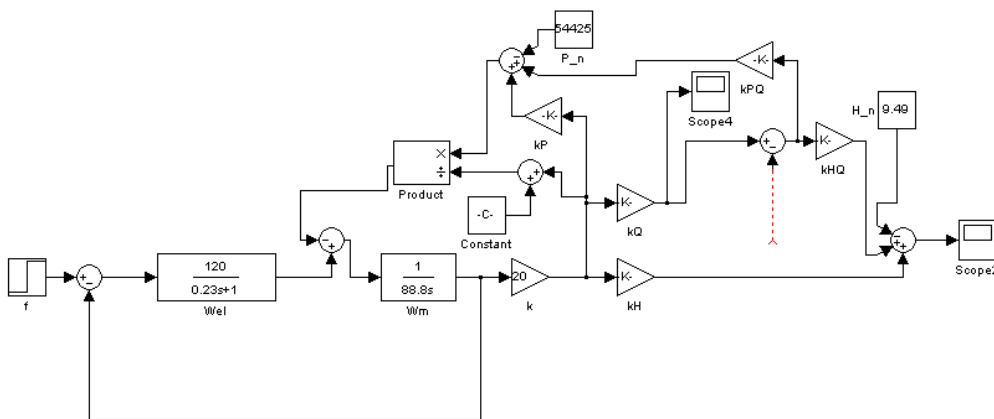 54425
P_n
-K-
kPQ
Scope4
H_n
9.49
-K-
kP
K-
kHQ
×
÷
Product
+
+
-C-
Constant
K-
kQ
Scope2
120
0.23s+1
Wel
1
88.8s
Wm
20
k
K-
kH
f